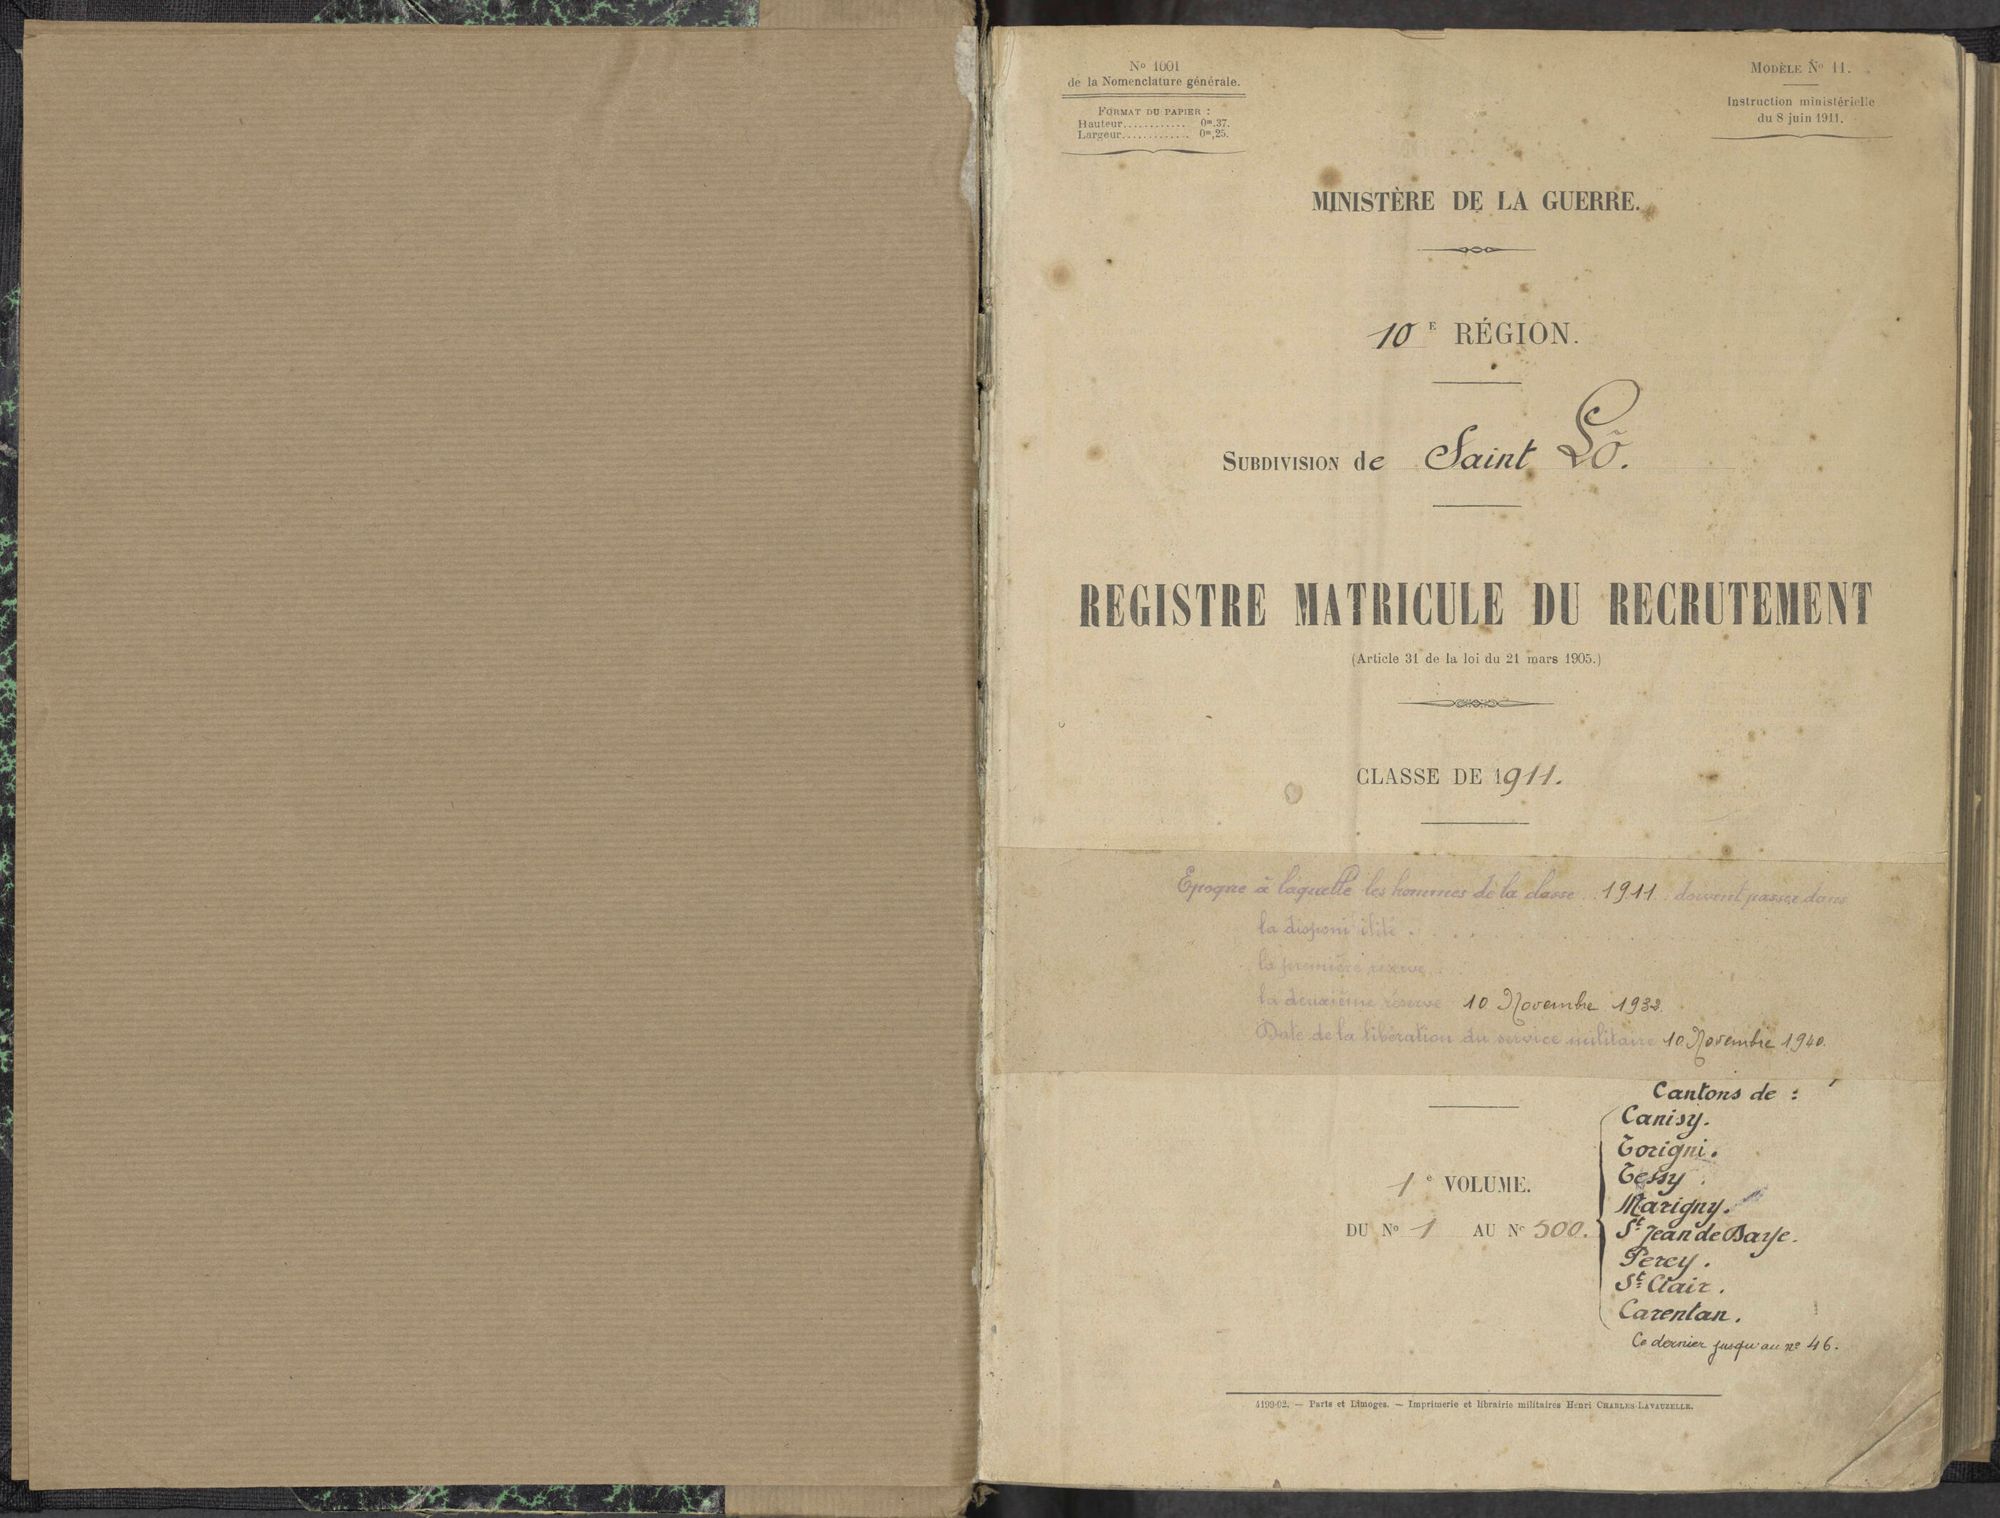 N° 1001
de la Nomenclature générale.
FORMAT DU PAPIER :
Hauteur............ 0m.37.
Largeur............ 0m,25.
MODÈLE N° 11.
Instruction ministérielle
du 8 juin 1911.
MINISTÈRE DE LA GUERRE.
10E RÉGION.
SUBDIVISION de Saint Lô.
REGISTRE MATRICULE DU RECRUTEMENT
(Article 31 de la loi du 21 mars 1905.)
CLASSE DE 1911.
Epoque à laquelle les hommes de la classe .. 1911 .. doivent passer dans
la disponibilité . . . .
la première réserve
la deuxième réserve 10 Novembre 1933.
Date de la libération du service militaire 10 Novembre 1940.
Cantons de :
Canisy.
Torigni.
Tessy.
Marigny.
St Jean de Daye.
Percy.
St Clair.
Carentan.
Ce dernier jusqu'au n° 46.
1e VOLUME.
DU N° 1 AU N° 500.
4199-02. — Paris et Limoges. — Imprimerie et librairie militaires Henri CHARLES-LAVAUZELLE.